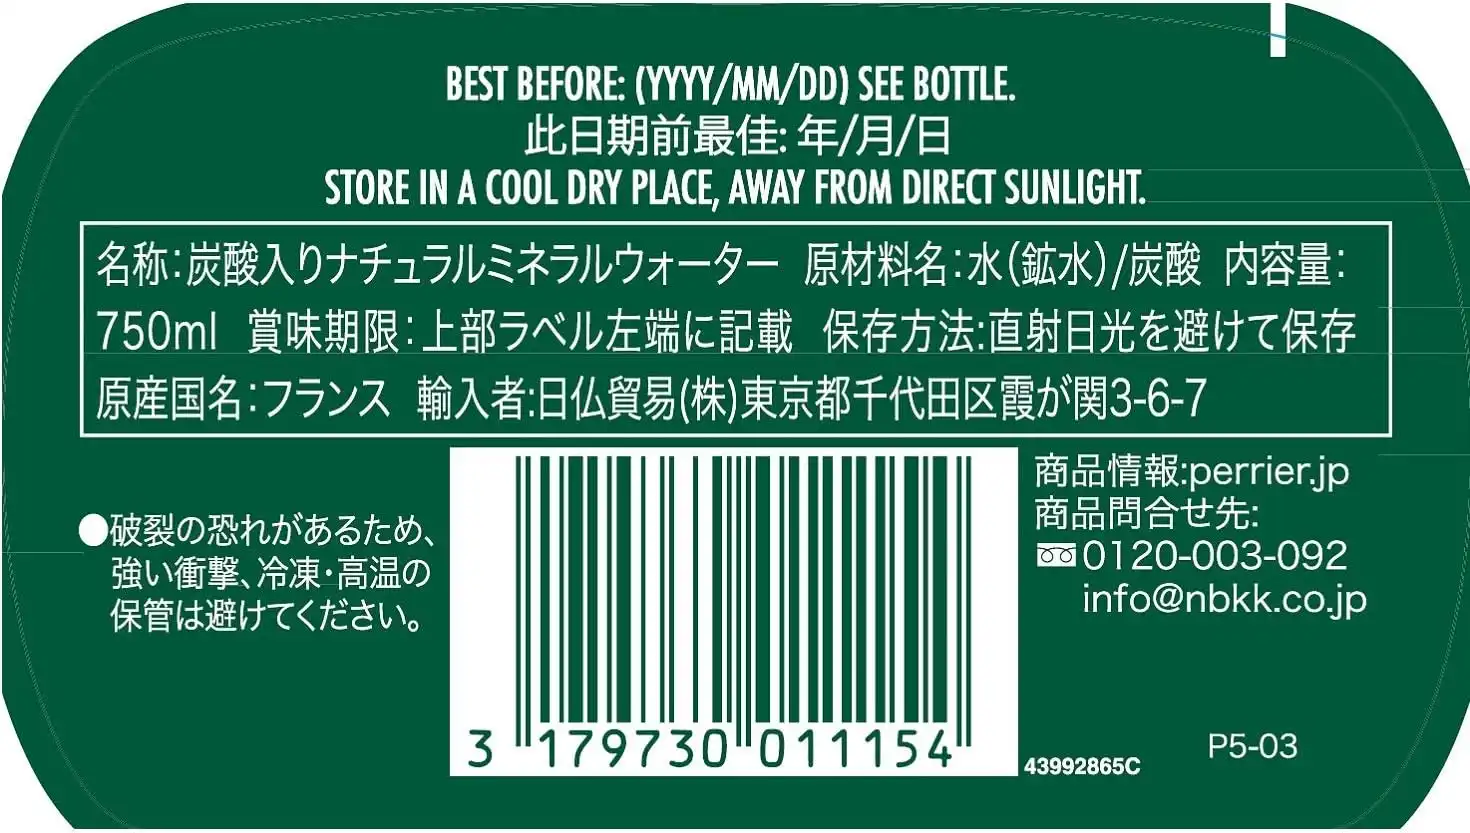 BEST BEFORE: (YYYY/MM/DD) SEE BOTTLE.
此日期前最佳: 年/月/日
STORE IN A COOL DRY PLACE, AWAY FROM DIRECT SUNLIGHT.
名称:炭酸入りナチュラルミネラルウォーター 原材料名:水(鉱水)/炭酸 内容量:
750ml 賞味期限:上部ラベル左端に記載 保存方法:直射日光を避けて保存
原産国名:フランス 輸入者:日仏貿易(株)東京都千代田区霞が関3-6-7
●破裂の恐れがあるため、
強い衝撃、冷凍・高温の
保管は避けてください。
3 179730 011154
商品情報:perrier.jp
商品問合せ先:
0120-003-092
info@nbkk.co.jp
43992865C
P5-03